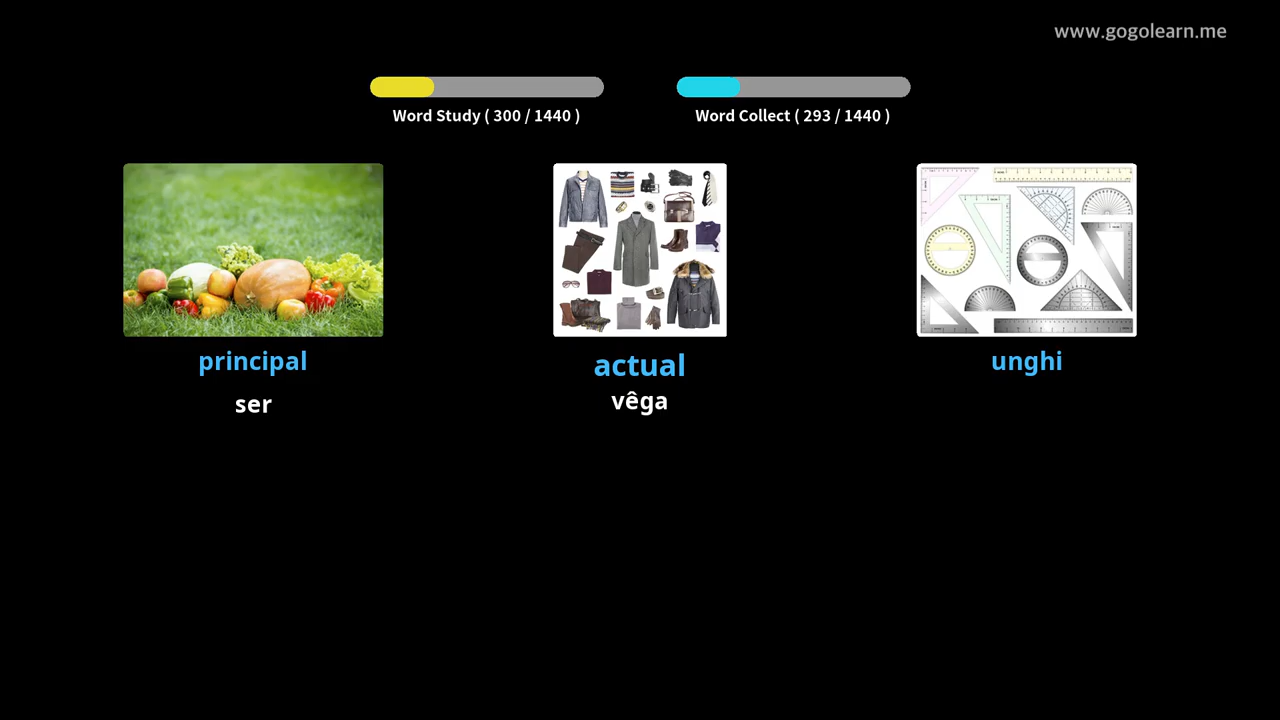 www.gogolearn.me
Word Study ( 300 / 1440 )
Word Collect ( 293 / 1440 )
principal
actual
unghi
ser
vêga